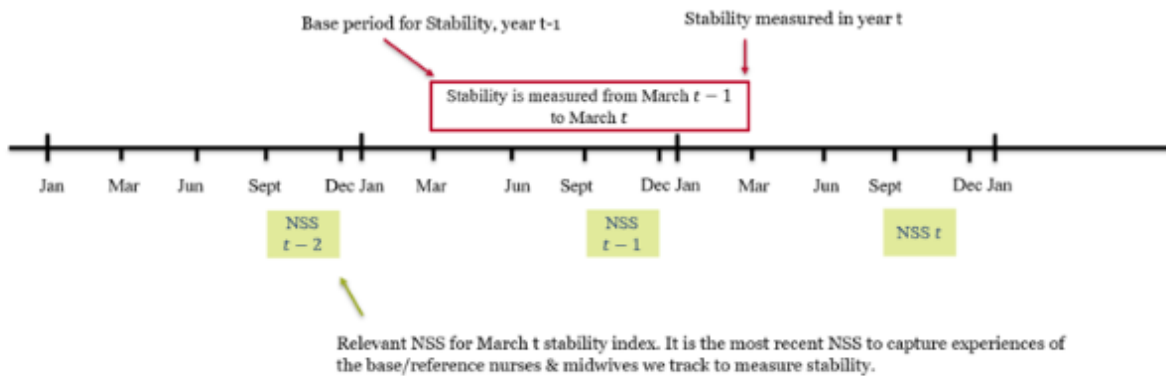 Base period for Stability, year t-1
Stability measured in year t
Stability is measured from March t − 1
to March t
Jan Mar Jun Sept Dec Jan Mar Jun Sept Dec Jan Mar Jun Sept Dec Jan
NSS
t − 2
NSS
t − 1
NSS t
Relevant NSS for March t stability index. It is the most recent NSS to capture experiences of
the base/reference nurses & midwives we track to measure stability.